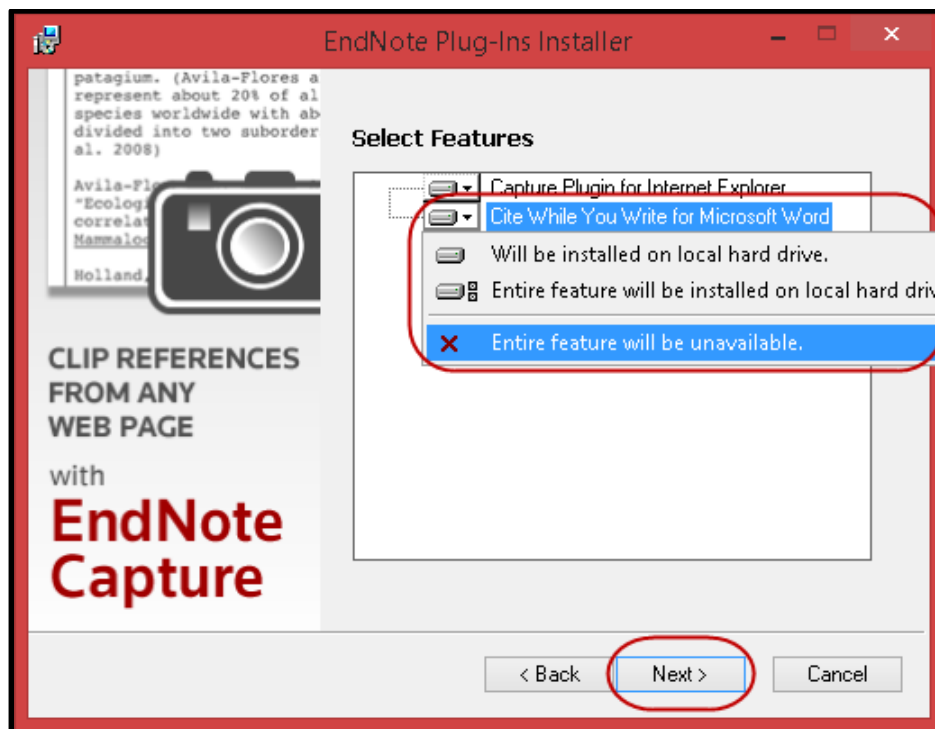 EndNote Plug-Ins Installer
patagium. (Avila-Flores a
represent about 20% of al
species worldwide with ab
divided into two suborder
al. 2008)
Avila-Flo
"Ecolog
correlat
Mammalog
Holland,
CLIP REFERENCES
FROM ANY
WEB PAGE
with
EndNote
Capture
Select Features
Capture Plugin for Internet Explorer
Cite While You Write for Microsoft Word
Will be installed on local hard drive.
Entire feature will be installed on local hard driv
Entire feature will be unavailable.
< Back
Next >
Cancel